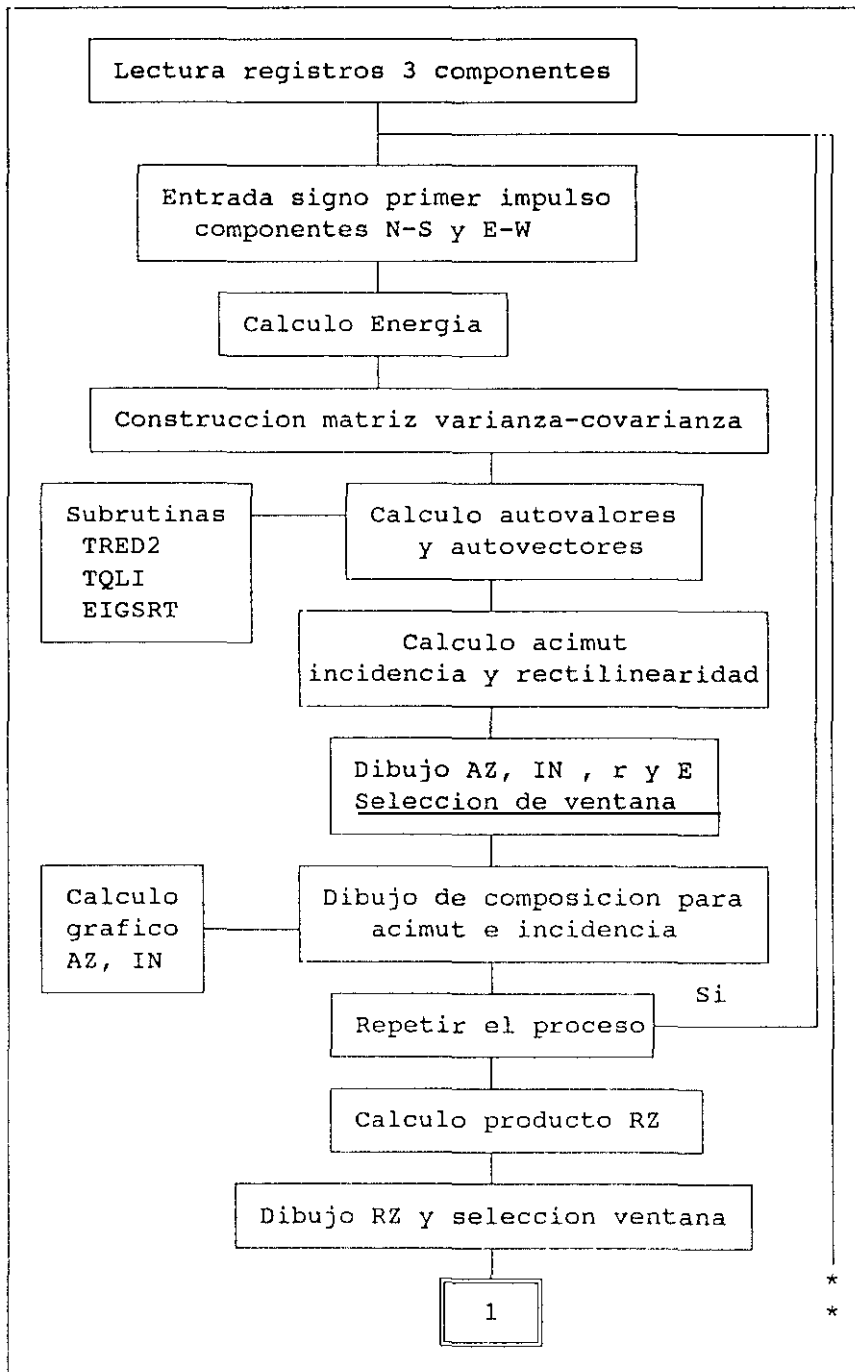 Lectura registros 3 componentes
Entrada signo primer impulso
componentes N-S y E-W
Calculo Energia
Construccion matriz varianza-covarianza
Subrutinas
TRED2
TQLI
EIGSRT
Calculo autovalores
y autovectores
Calculo acimut
incidencia y rectilinearidad
Dibujo AZ, IN , r y E
Seleccion de ventana
Calculo
grafico
AZ, IN
Dibujo de composicion para
acimut e incidencia
Si
Repetir el proceso
Calculo producto RZ
Dibujo RZ y seleccion ventana
1
*
*